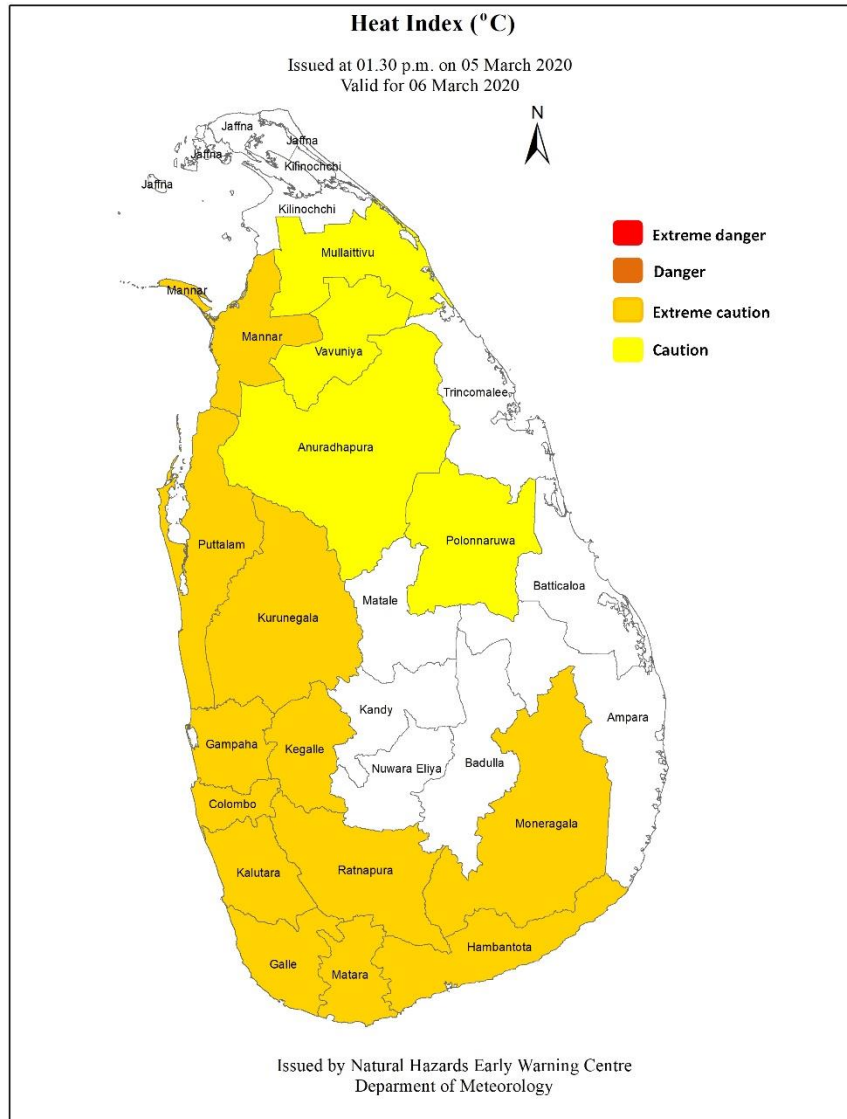 Heat Index (°C)
Issued at 01.30 p.m. on 05 March 2020
Valid for 06 March 2020
N
Jaffna
Jaffna
Jaffna
Kilinochchi
Jaffna
Kilinochchi
Mullaittivu
Mannar
Mannar
Vavuniya
Trincomalee
Anuradhapura
Puttalam
Polonnaruwa
Batticaloa
Matale
Kurunegala
Kandy
Ampara
Gampaha
Kegalle
Nuwara Eliya
Badulla
Colombo
Moneragala
Kalutara
Ratnapura
Hambantota
Galle
Matara
Extreme danger
Danger
Extreme caution
Caution
Issued by Natural Hazards Early Warning Centre
Deparment of Meteorology